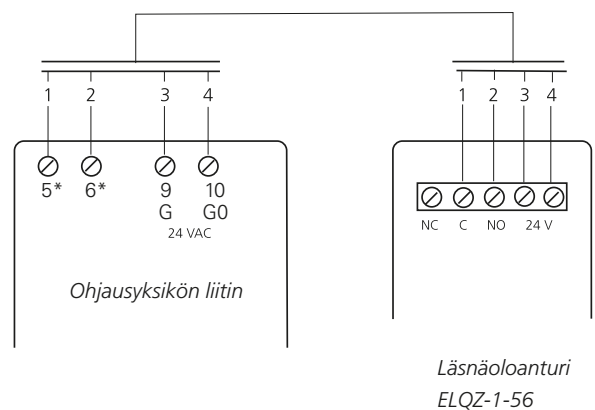 1 2 3 4
1 2 3 4
5* 6* 9 10
G G0
24 VAC
Ohjausyksikön liitin
NC C NO 24 V
Läsnäoloanturi
ELQZ-1-56